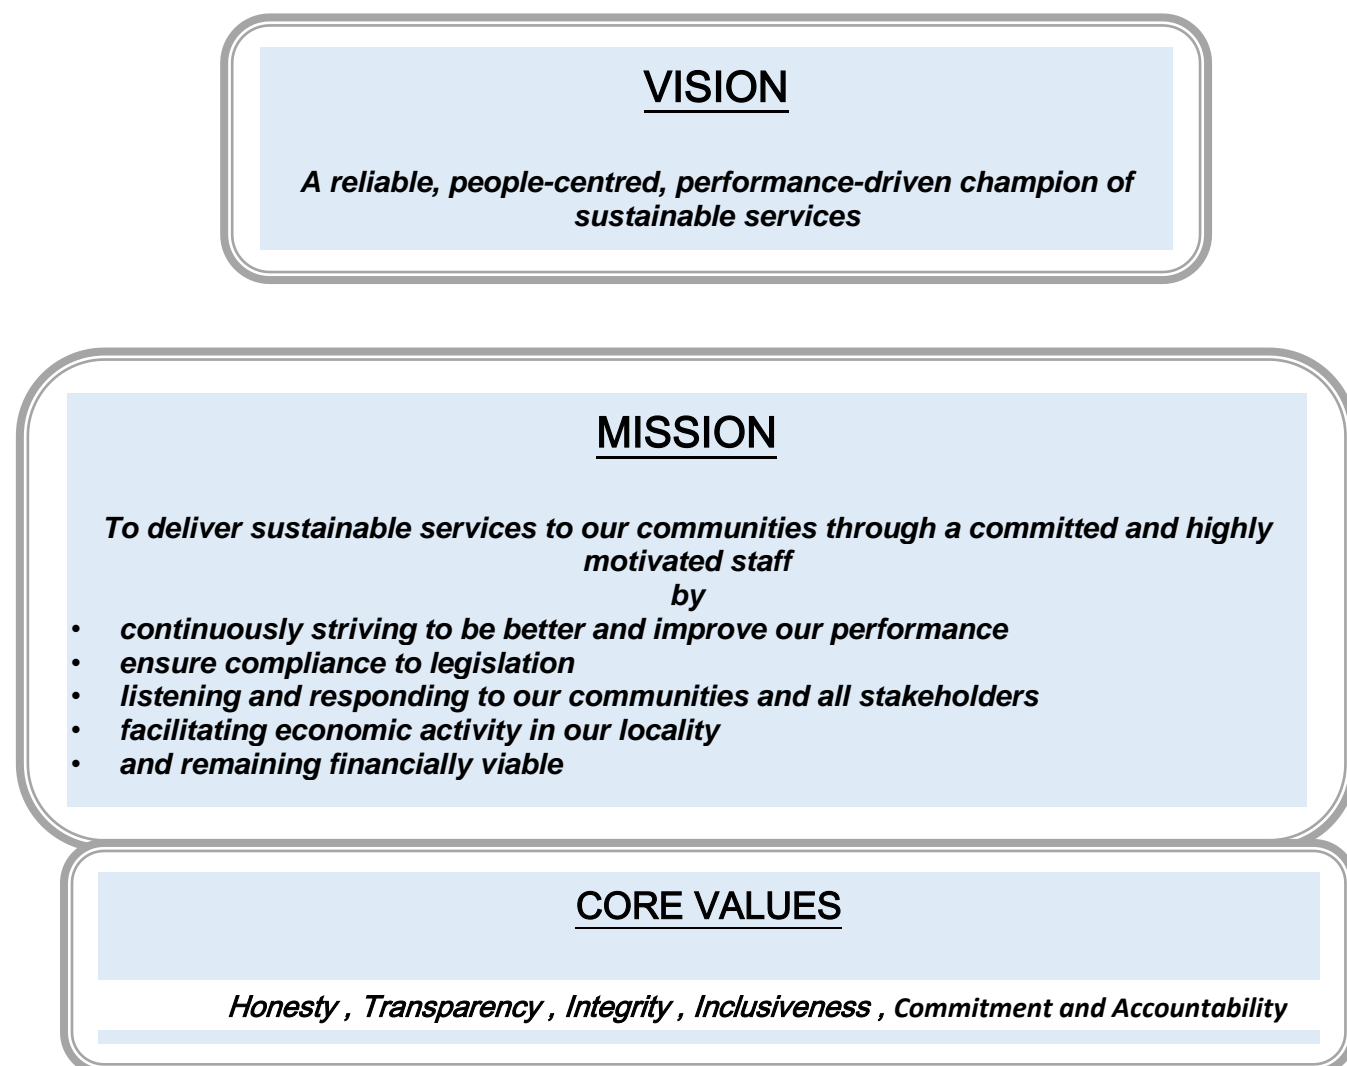 VISION
A reliable, people-centred, performance-driven champion of
sustainable services
MISSION
To deliver sustainable services to our communities through a committed and highly
motivated staff
by
• continuously striving to be better and improve our performance
• ensure compliance to legislation
• listening and responding to our communities and all stakeholders
• facilitating economic activity in our locality
• and remaining financially viable
CORE VALUES
Honesty , Transparency , Integrity , Inclusiveness , Commitment and Accountability